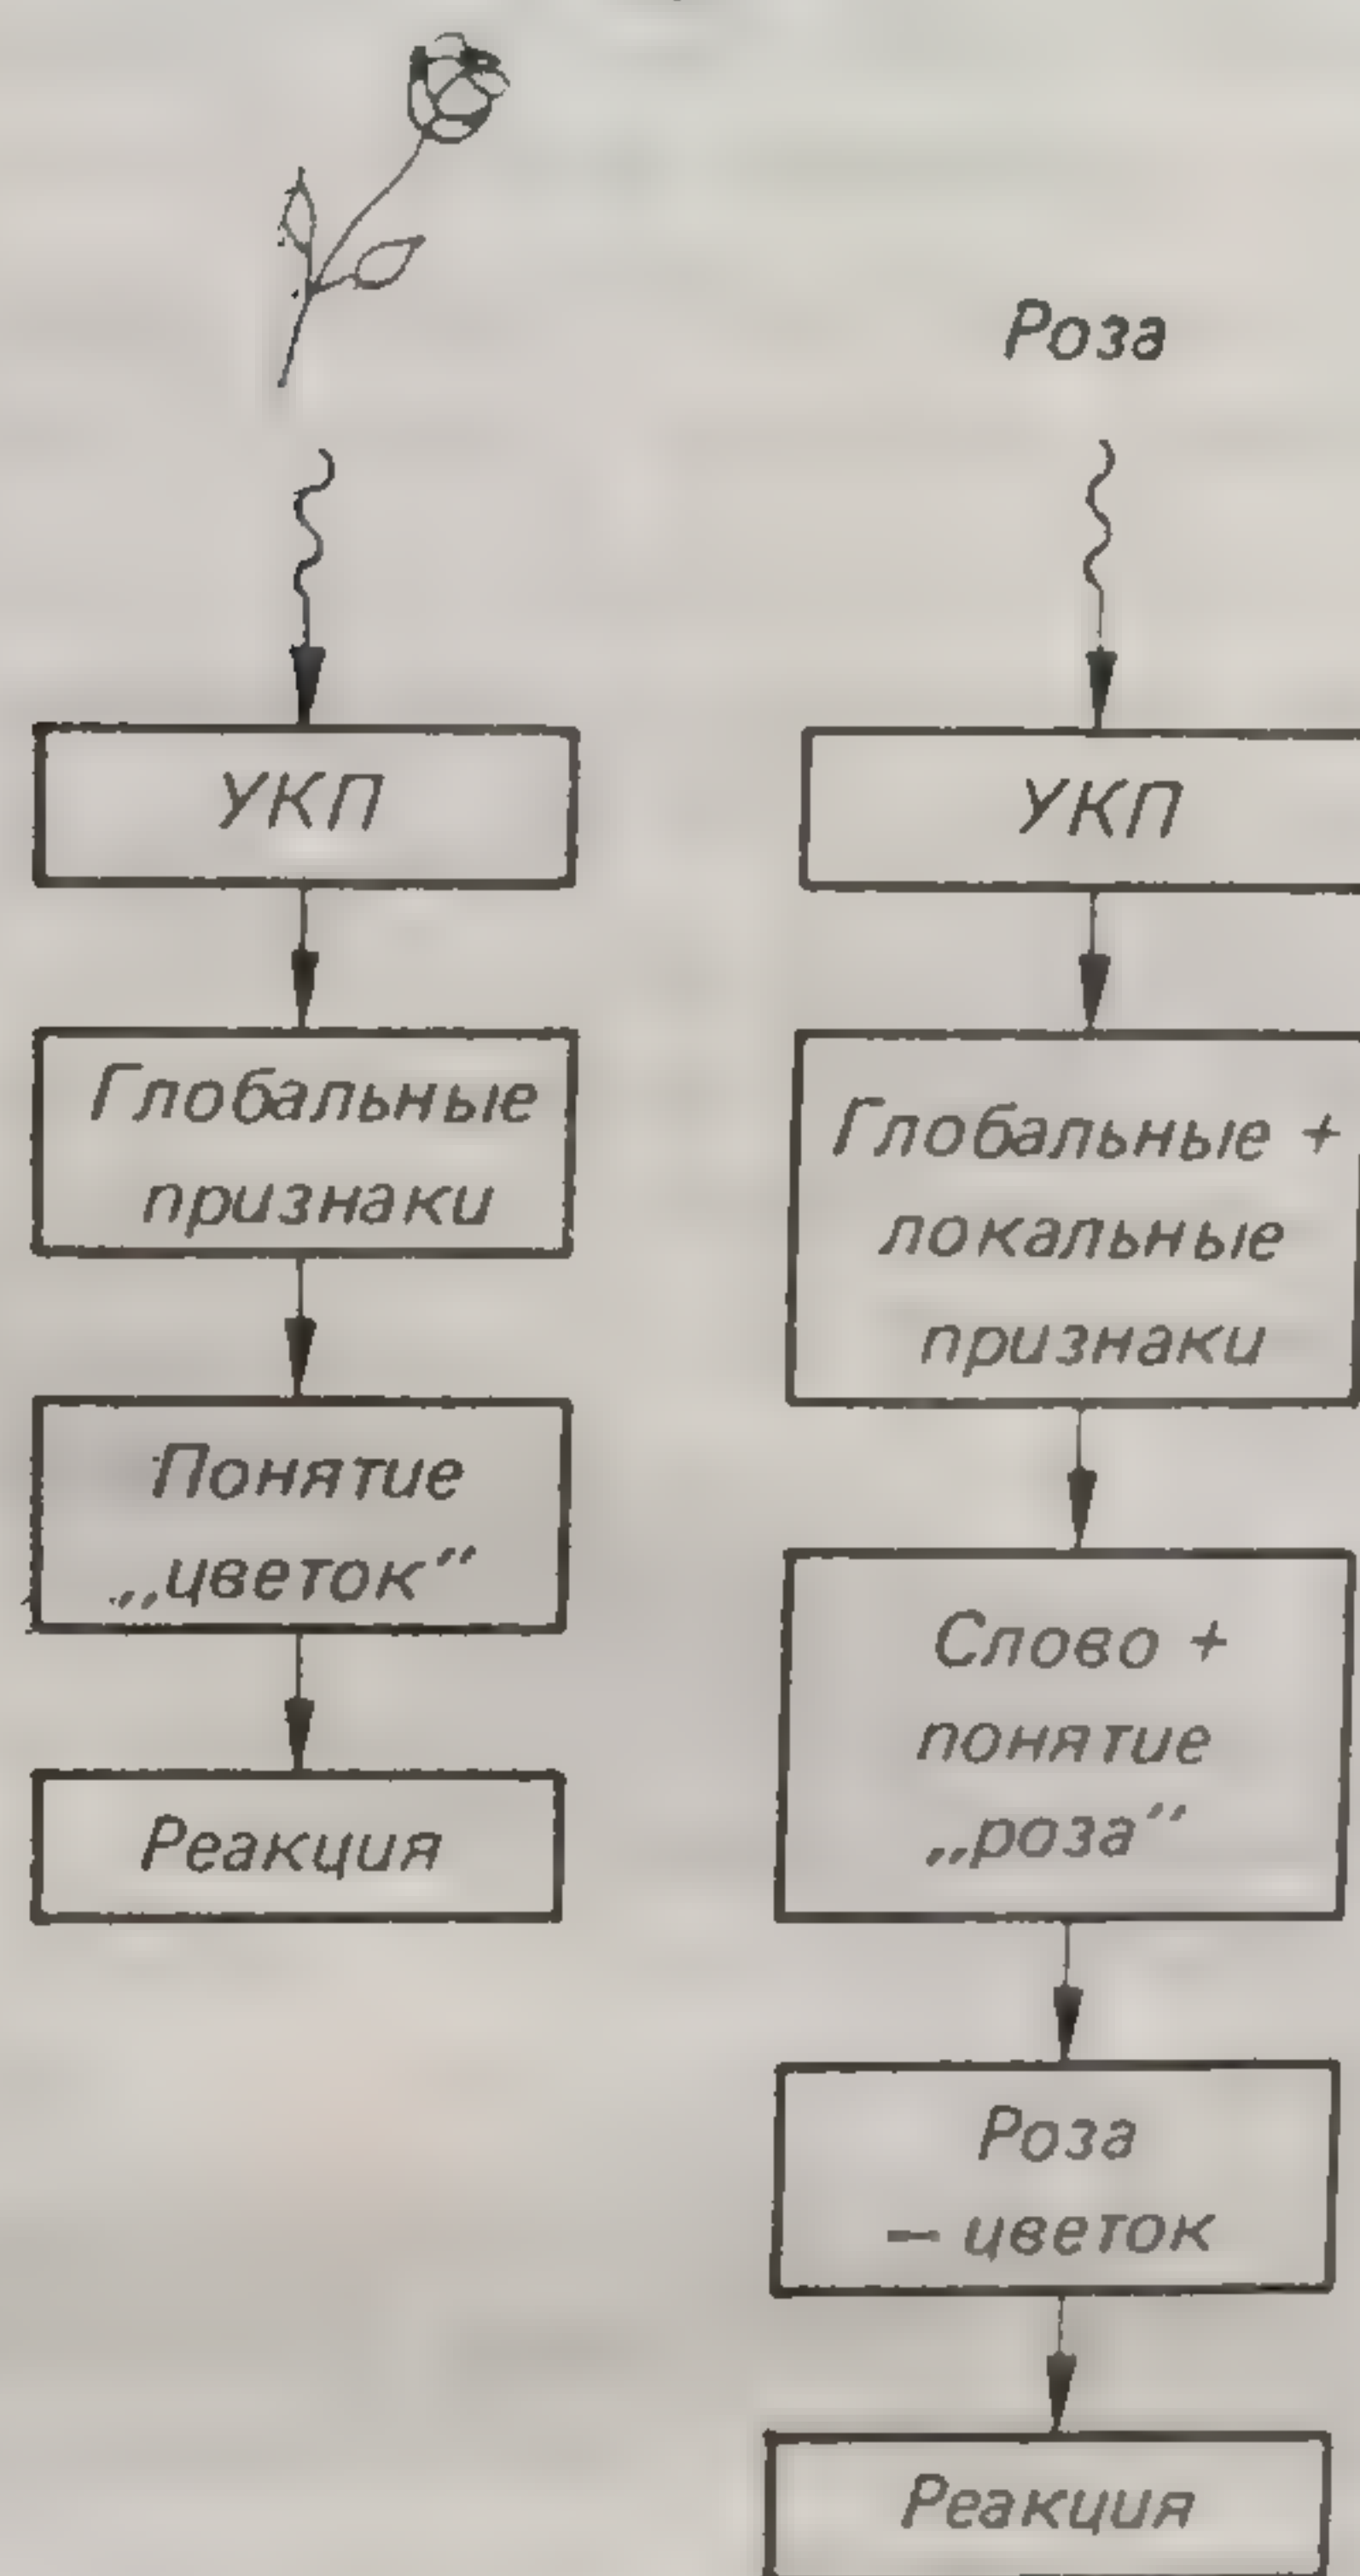 УКП
Глобальные
признаки
Понятие
„цветок“
Реакция
Роза
УКП
Глобальные +
локальные
признаки
Слово +
понятие
„роза“
Роза
— цветок
Реакция